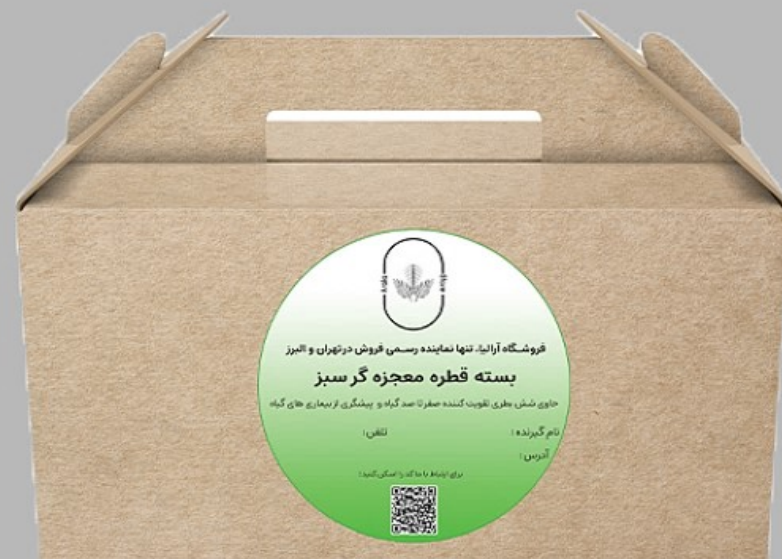 فروشگاه آرالیا، تنها نماینده رسمی فروش در تهران و البرز
بسته قطره معجزه گر سبز
حاوی شش بطری تقویت کننده صفر تا صد گیاه و پیشگری از بیماری های گیاه
نام گیرنده : تلفن :
آدرس :
برای ارتباط با ما کد را اسکن کنید :